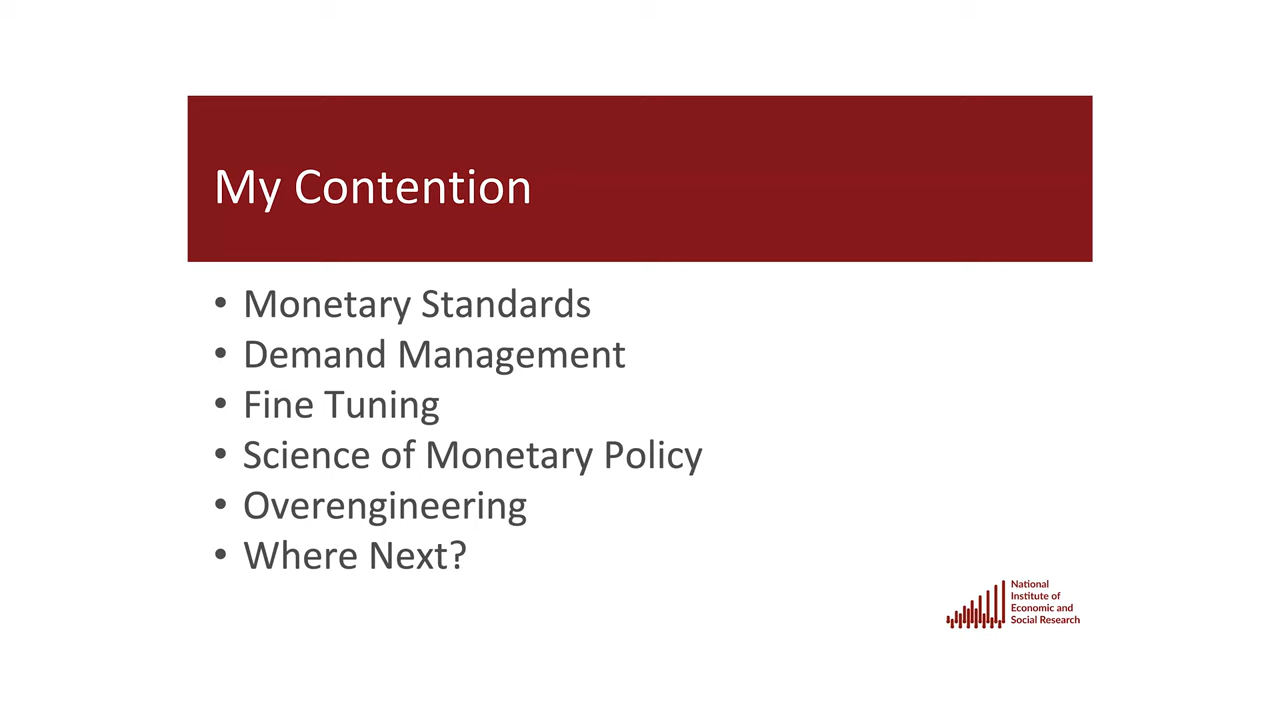 My Contention
• Monetary Standards
• Demand Management
• Fine Tuning
• Science of Monetary Policy
• Overengineering
• Where Next?
National
Institute of
Economic and
Social Research